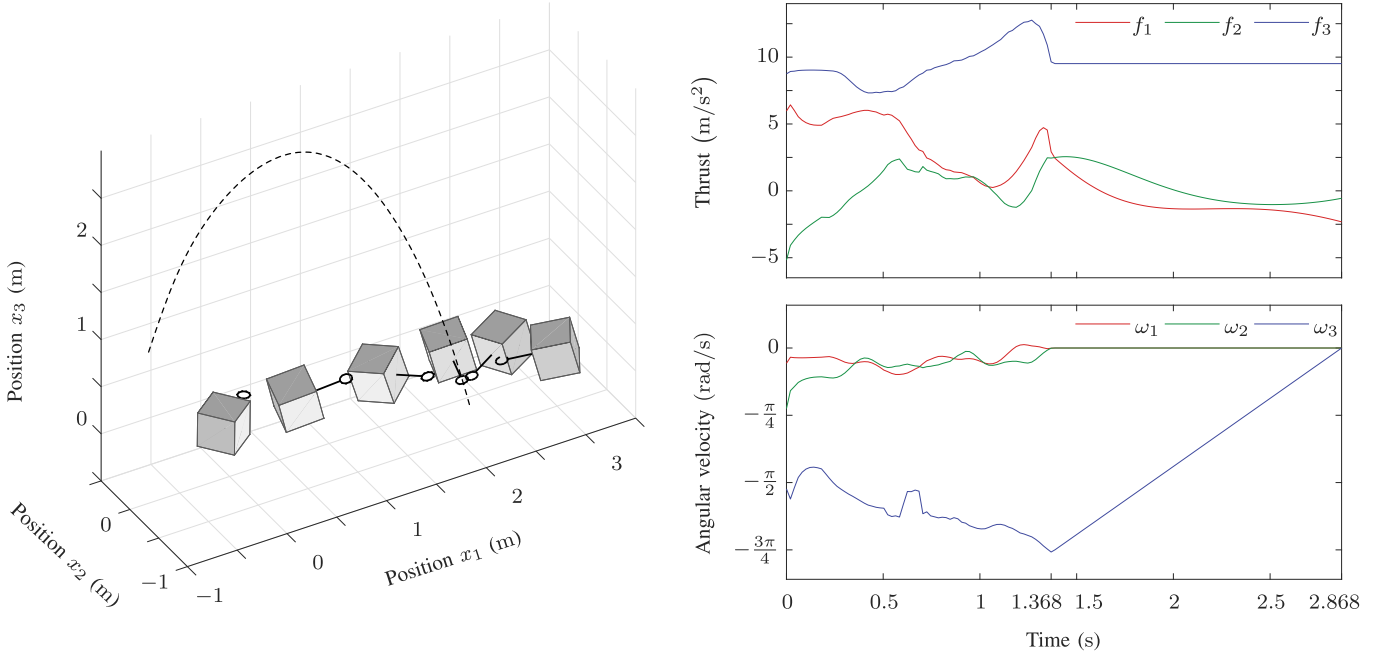 Position x₃ (m)
2
1
0
Position x₂ (m)
0
−1
−1
0
1
2
3
Position x₁ (m)
Thrust (m/s²)
10
5
0
−5
f₁ f₂ f₃
Angular velocity (rad/s)
0
−π/4
−π/2
−3π/4
ω₁ ω₂ ω₃
0 0.5 1 1.368 1.5 2 2.5 2.868
Time (s)